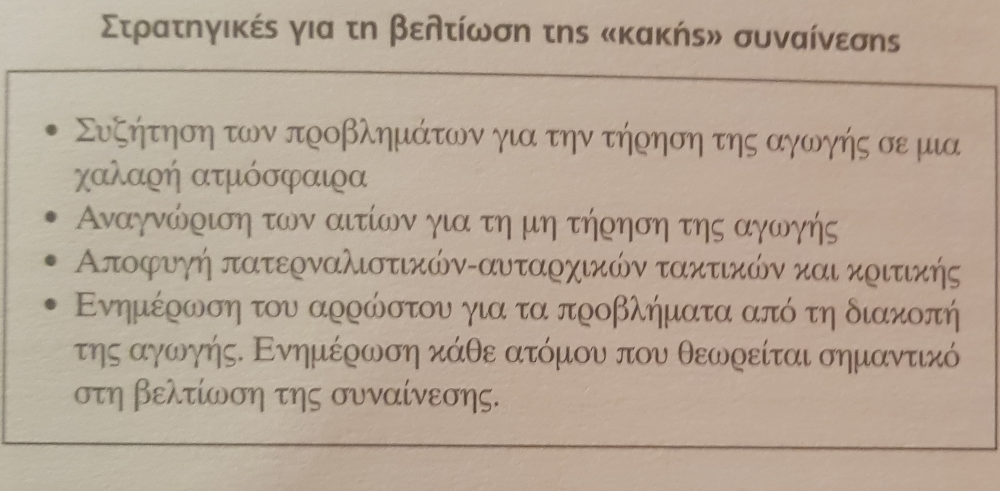 Στρατηγικές για τη βελτίωση της «κακής» συναίνεσης
• Συζήτηση των προβλημάτων για την τήρηση της αγωγής σε μια
χαλαρή ατμόσφαιρα
• Αναγνώριση των αιτίων για τη μη τήρηση της αγωγής
• Αποφυγή πατερναλιστικών-αυταρχικών τακτικών και κριτικής
• Ενημέρωση του αρρώστου για τα προβλήματα από τη διακοπή
της αγωγής. Ενημέρωση κάθε ατόμου που θεωρείται σημαντικό
στη βελτίωση της συναίνεσης.